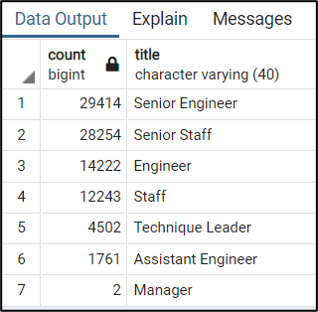 Data Output Explain Messages
count title
bigint character varying (40)
1 29414 Senior Engineer
2 28254 Senior Staff
3 14222 Engineer
4 12243 Staff
5 4502 Technique Leader
6 1761 Assistant Engineer
7 2 Manager